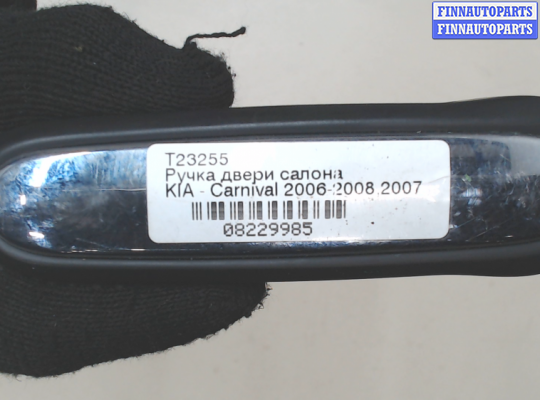 FINNAUTOPARTS
FINNAUTOPARTS
T23255
Ручка двери салона
KIA - Carnival 2006-2008 2007
08229985